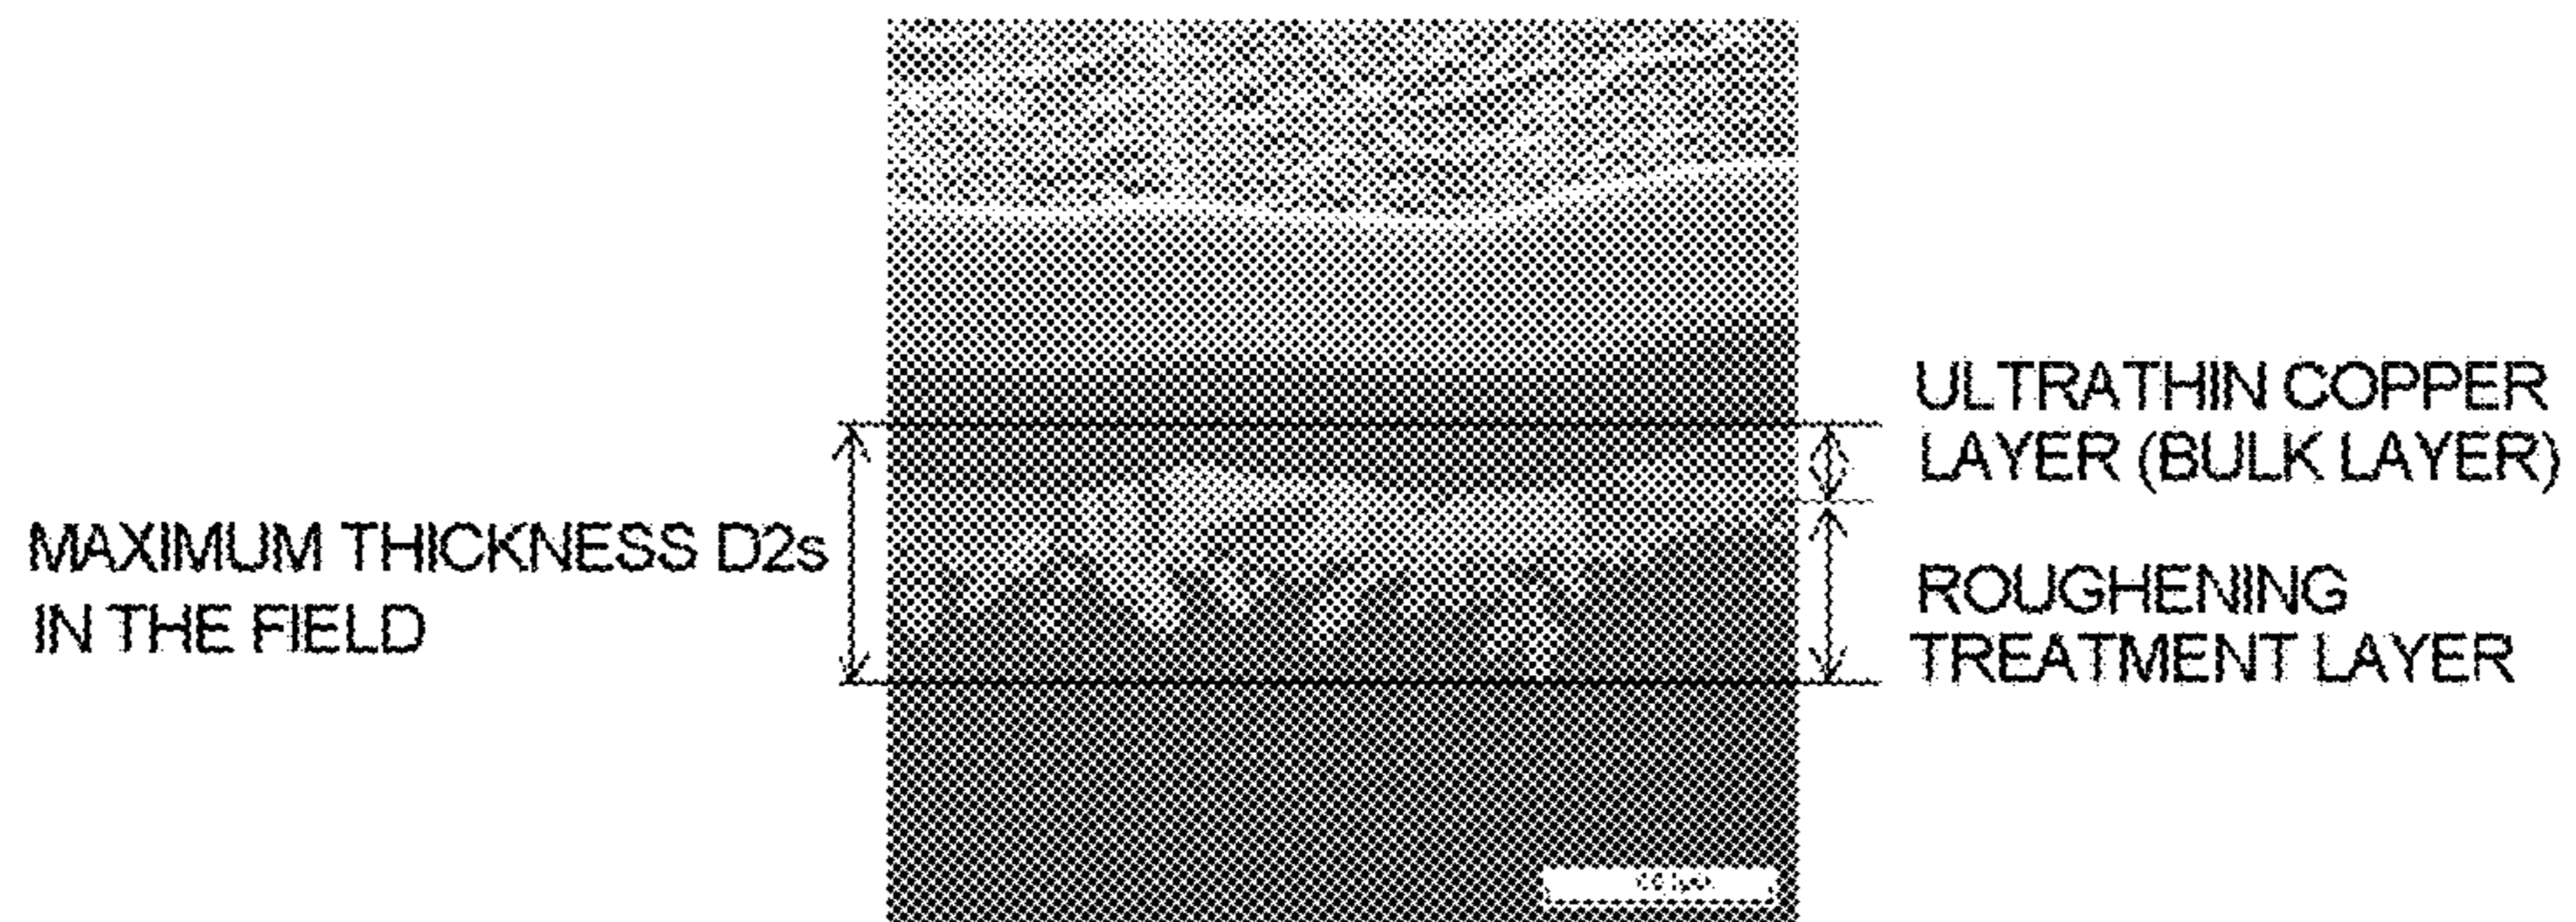 MAXIMUM THICKNESS D2s
IN THE FIELD
ULTRATHIN COPPER
LAYER (BULK LAYER)
ROUGHENING
TREATMENT LAYER